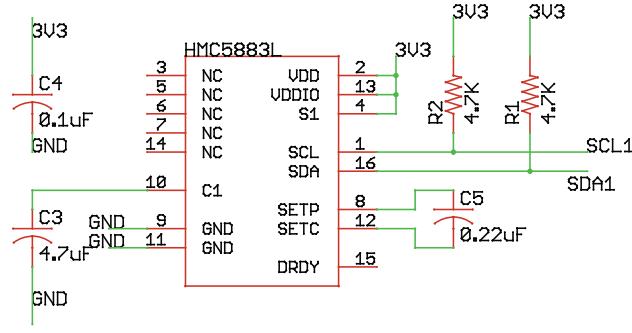 3V3
3V3
3V3
3V3
HMC5883L
C4
0.1uF
GND
3 NC
5 NC
6 NC
7 NC
14 NC
10 C1
GND 9 GND
GND 11 GND
VDD 2
VDDIO 13
S1 4
SCL 1
SDA 16
SETP 8
SETC 12
DRDY 15
R2
4.7K
R1
4.7K
SCL1
SDA1
C5
0.22uF
C3
4.7uF
GND